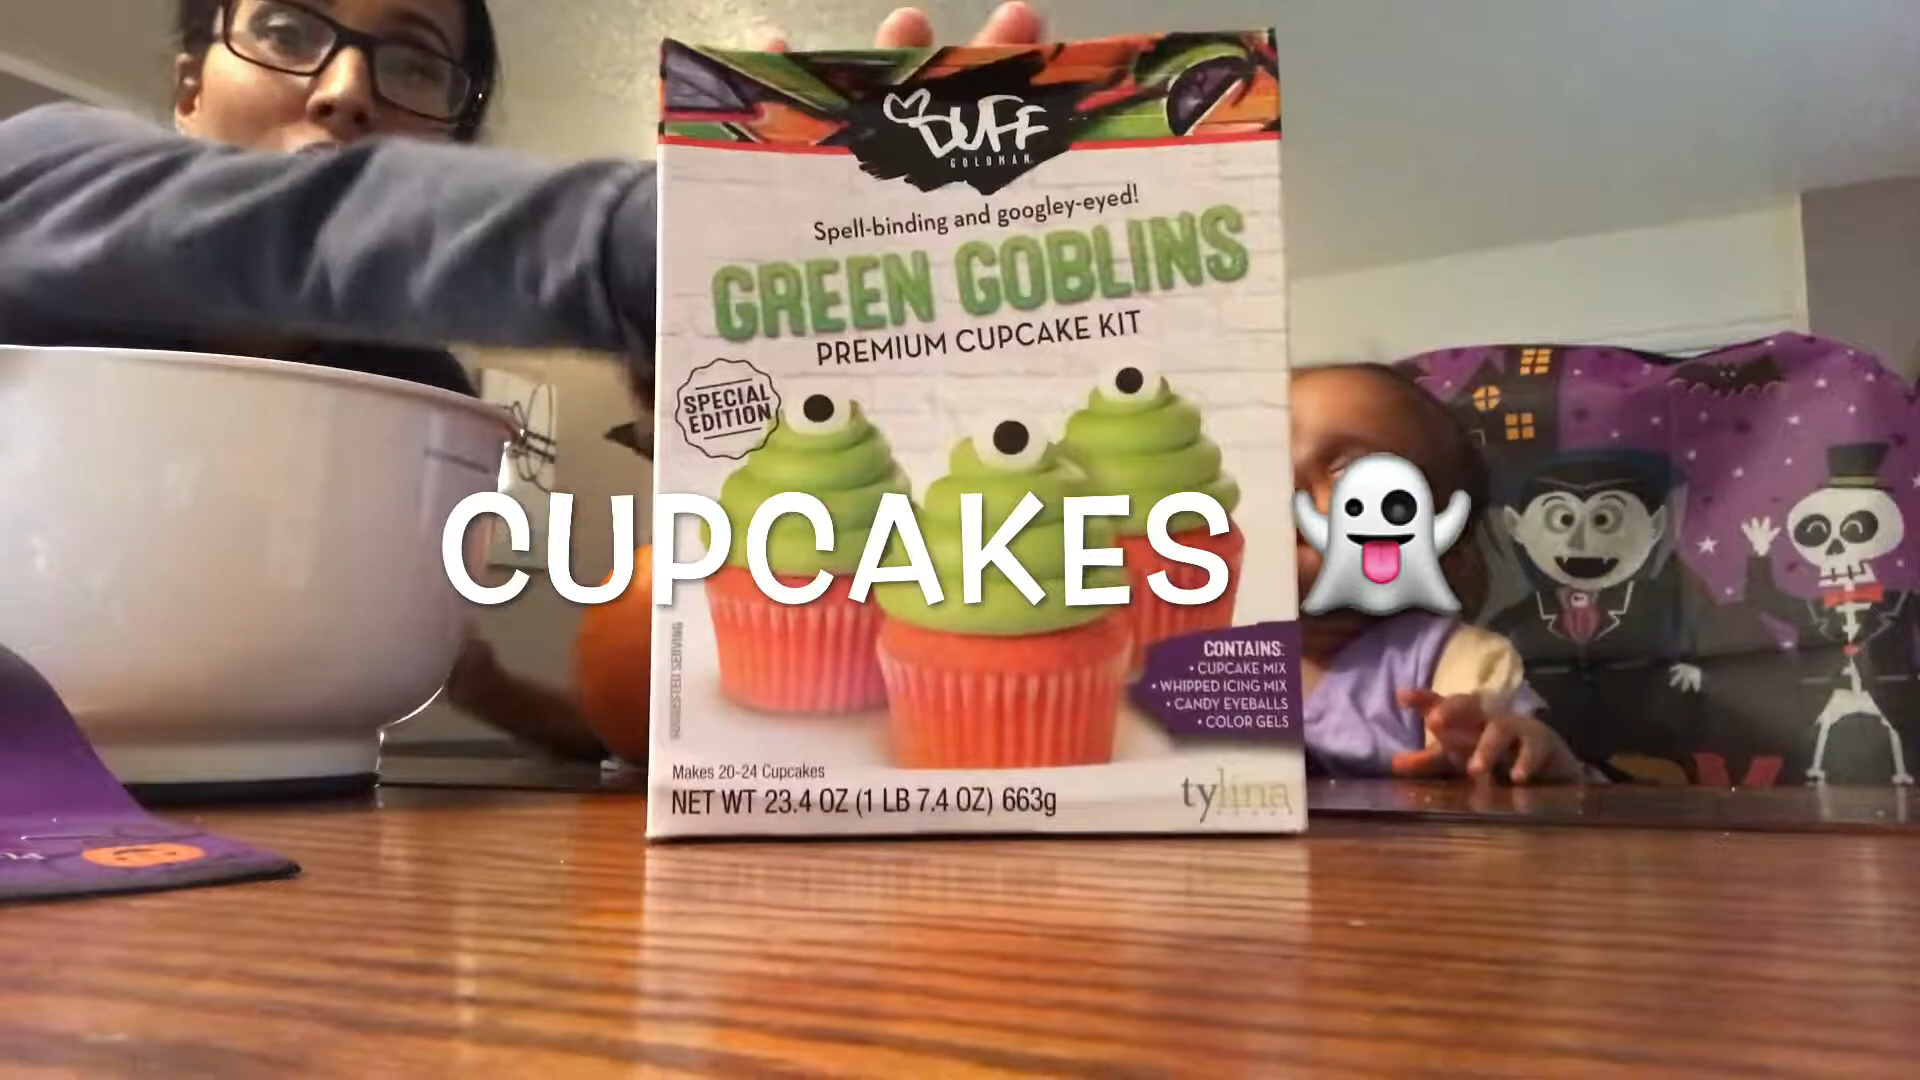 DUFF
GOLDMAN
Spell-binding and googley-eyed!
GREEN GOBLINS
PREMIUM CUPCAKE KIT
SPECIAL
EDITION
CUPCAKES 👻
SUGGESTED SERVING
CONTAINS:
• CUPCAKE MIX
• WHIPPED ICING MIX
• CANDY EYEBALLS
• COLOR GELS
Makes 20-24 Cupcakes
NET WT 23.4 OZ (1 LB 7.4 OZ) 663g
tylina